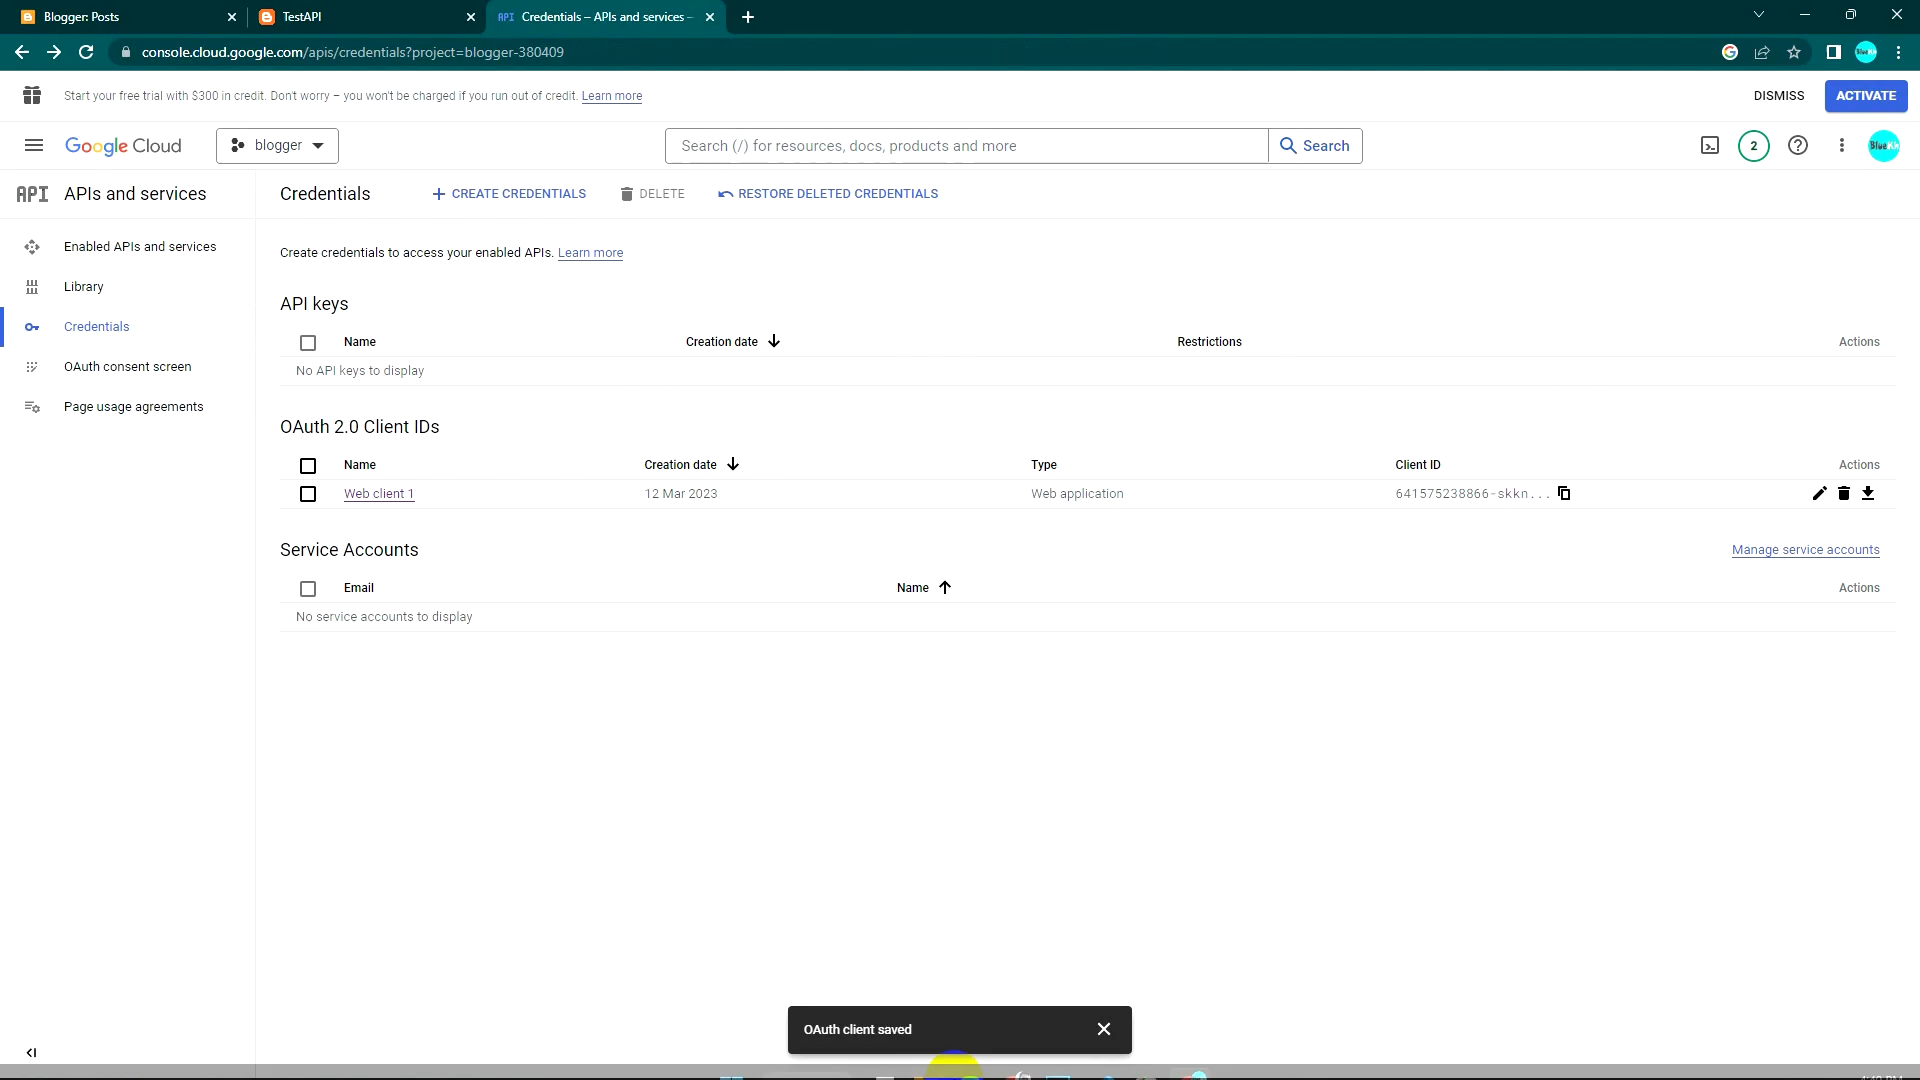 Blogger: Posts
TestAPI
API Credentials – APIs and services –
console.cloud.google.com/apis/credentials?project=blogger-380409
Start your free trial with $300 in credit. Don't worry – you won't be charged if you run out of credit. Learn more
DISMISS
ACTIVATE
Google Cloud
blogger
Search (/) for resources, docs, products and more
Search
2
API APIs and services
Credentials
CREATE CREDENTIALS
DELETE
RESTORE DELETED CREDENTIALS
Enabled APIs and services
Library
Credentials
OAuth consent screen
Page usage agreements
Create credentials to access your enabled APIs. Learn more
API keys
Name
Creation date
Restrictions
Actions
No API keys to display
OAuth 2.0 Client IDs
Name
Creation date
Type
Client ID
Actions
Web client 1
12 Mar 2023
Web application
641575238866-skkn...
Service Accounts
Manage service accounts
Email
Name
Actions
No service accounts to display
OAuth client saved